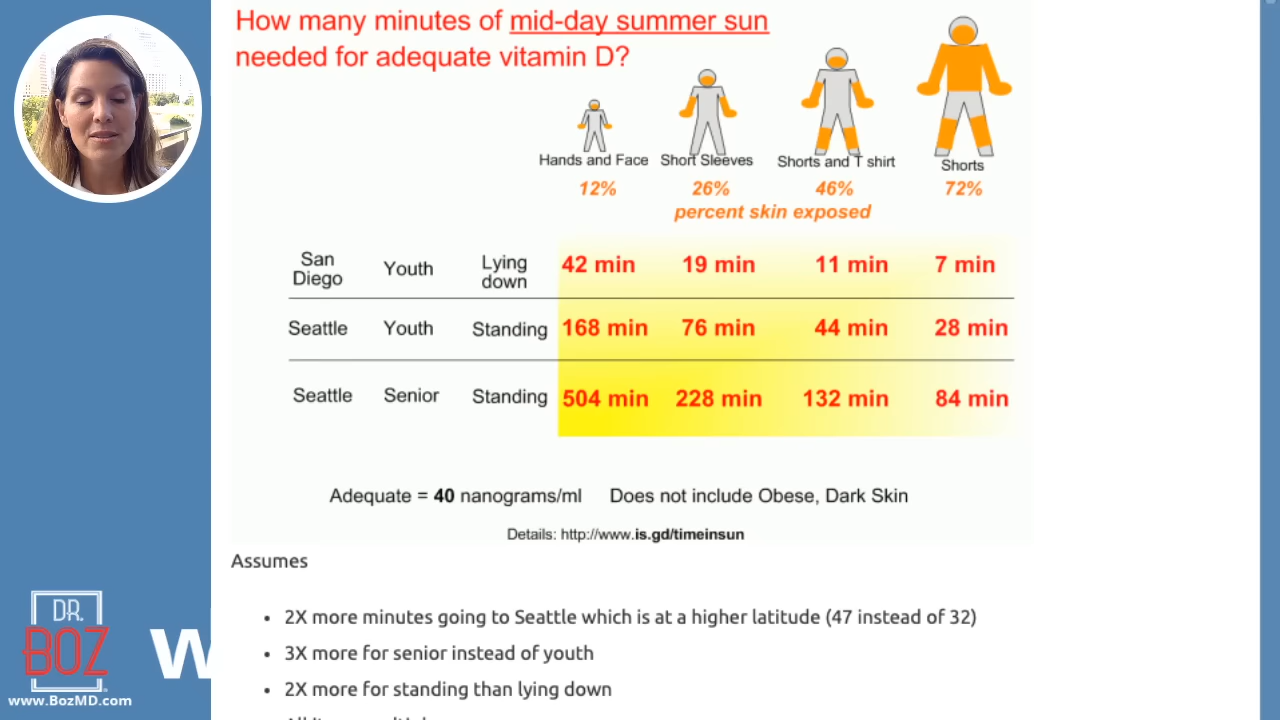 How many minutes of mid-day summer sun
needed for adequate vitamin D?
Hands and Face Short Sleeves Shorts and T shirt Shorts
12% 26% 46% 72%
percent skin exposed
San Diego Youth Lying down 42 min 19 min 11 min 7 min
Seattle Youth Standing 168 min 76 min 44 min 28 min
Seattle Senior Standing 504 min 228 min 132 min 84 min
Adequate = 40 nanograms/ml Does not include Obese, Dark Skin
Details: http://www.is.gd/timeinsun
Assumes
• 2X more minutes going to Seattle which is at a higher latitude (47 instead of 32)
• 3X more for senior instead of youth
• 2X more for standing than lying down
DR.
BOZ
www.BozMD.com
W